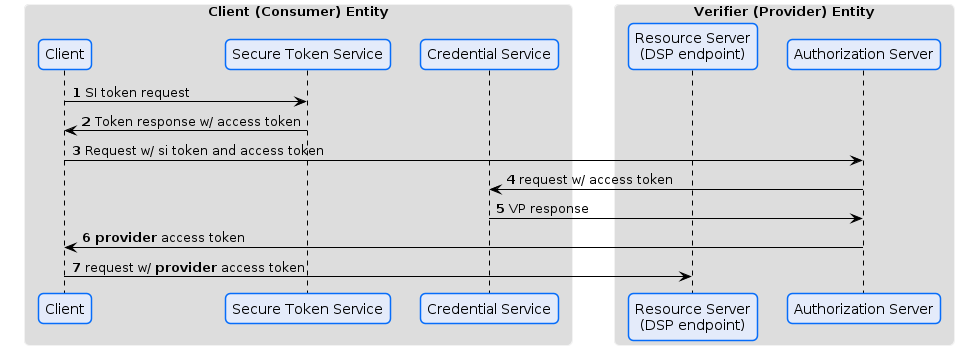 Client (Consumer) Entity
Verifier (Provider) Entity
Client
Secure Token Service
Credential Service
Resource Server
(DSP endpoint)
Authorization Server
1 SI token request
2 Token response w/ access token
3 Request w/ si token and access token
4 request w/ access token
5 VP response
6 provider access token
7 request w/ provider access token
Client
Secure Token Service
Credential Service
Resource Server
(DSP endpoint)
Authorization Server